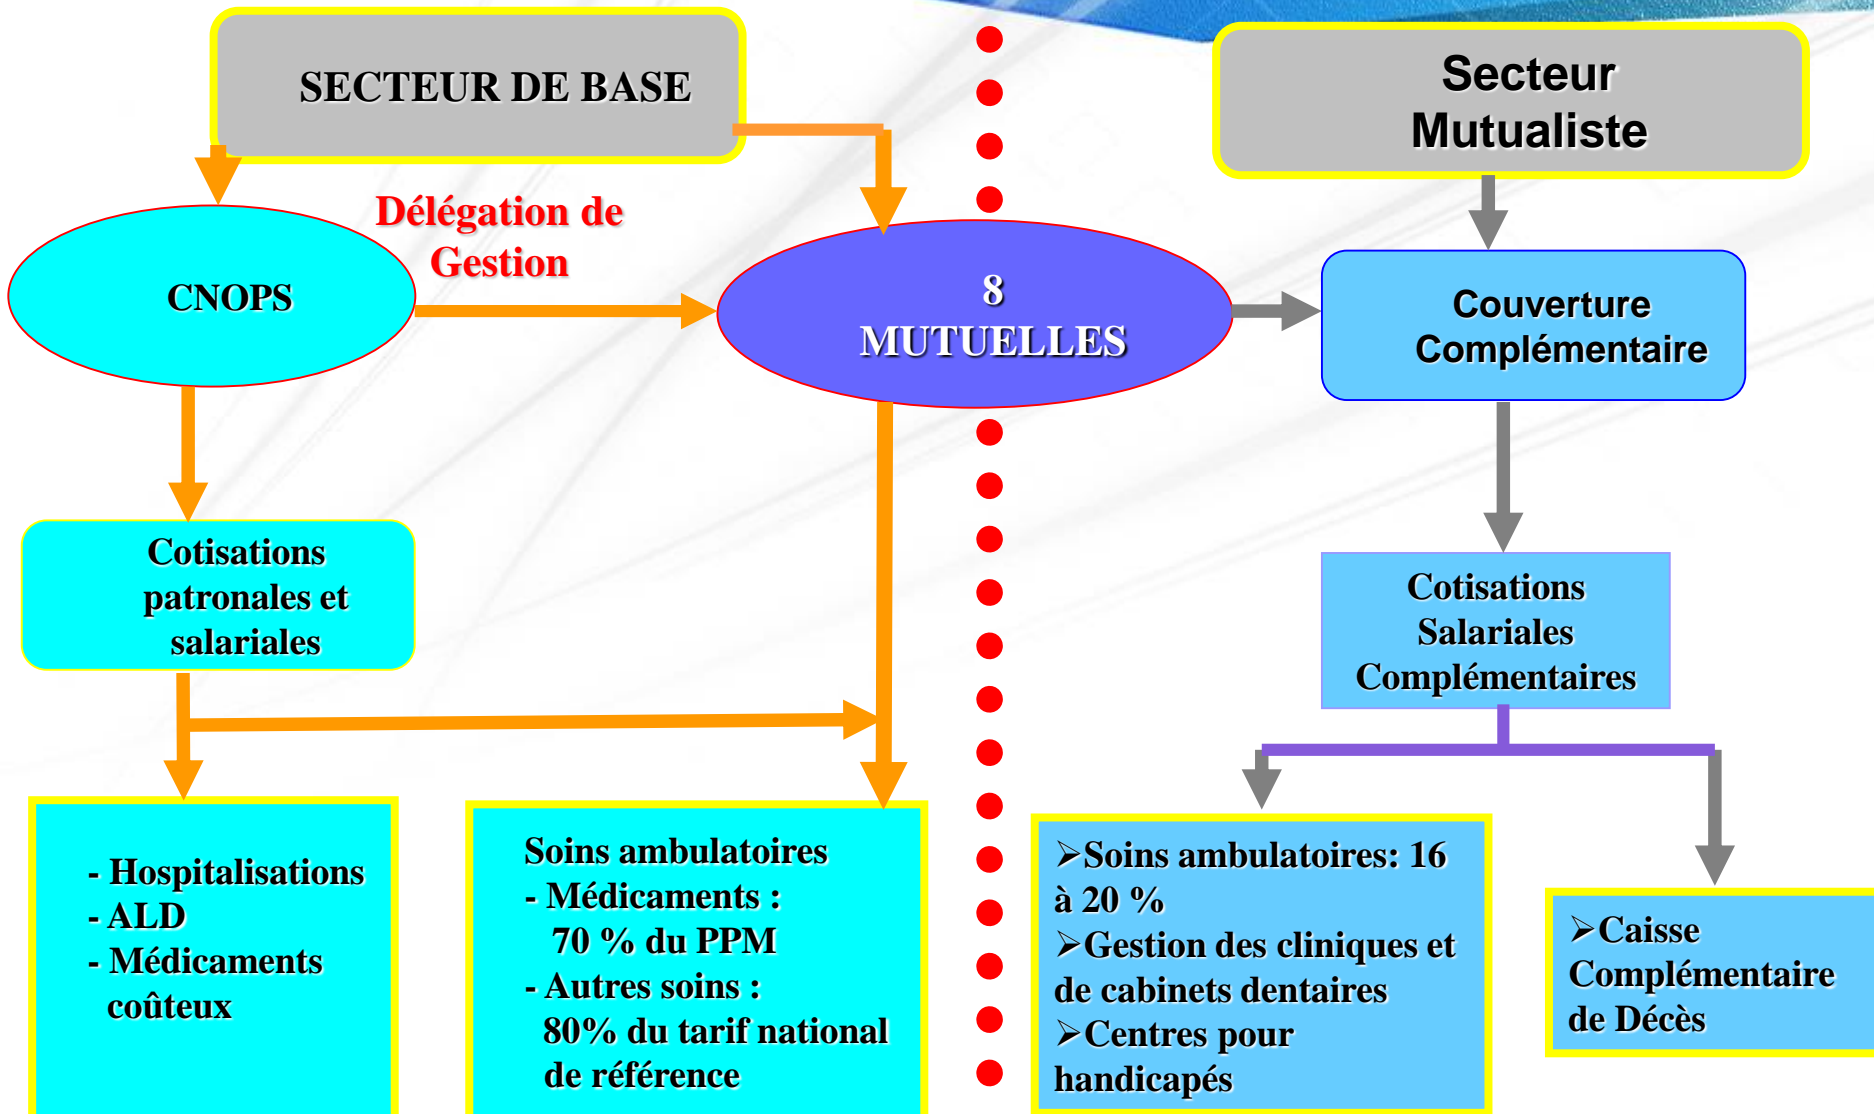 SECTEUR DE BASE
Secteur
Mutualiste
Délégation de
Gestion
CNOPS
8
MUTUELLES
Couverture
Complémentaire
Cotisations
patronales et
salariales
Cotisations
Salariales
Complémentaires
- Hospitalisations
- ALD
- Médicaments
coûteux
Soins ambulatoires
- Médicaments :
70 % du PPM
- Autres soins :
80% du tarif national
de référence
➢Soins ambulatoires: 16
à 20 %
➢Gestion des cliniques et
de cabinets dentaires
➢Centres pour
handicapés
➢Caisse
Complémentaire
de Décès